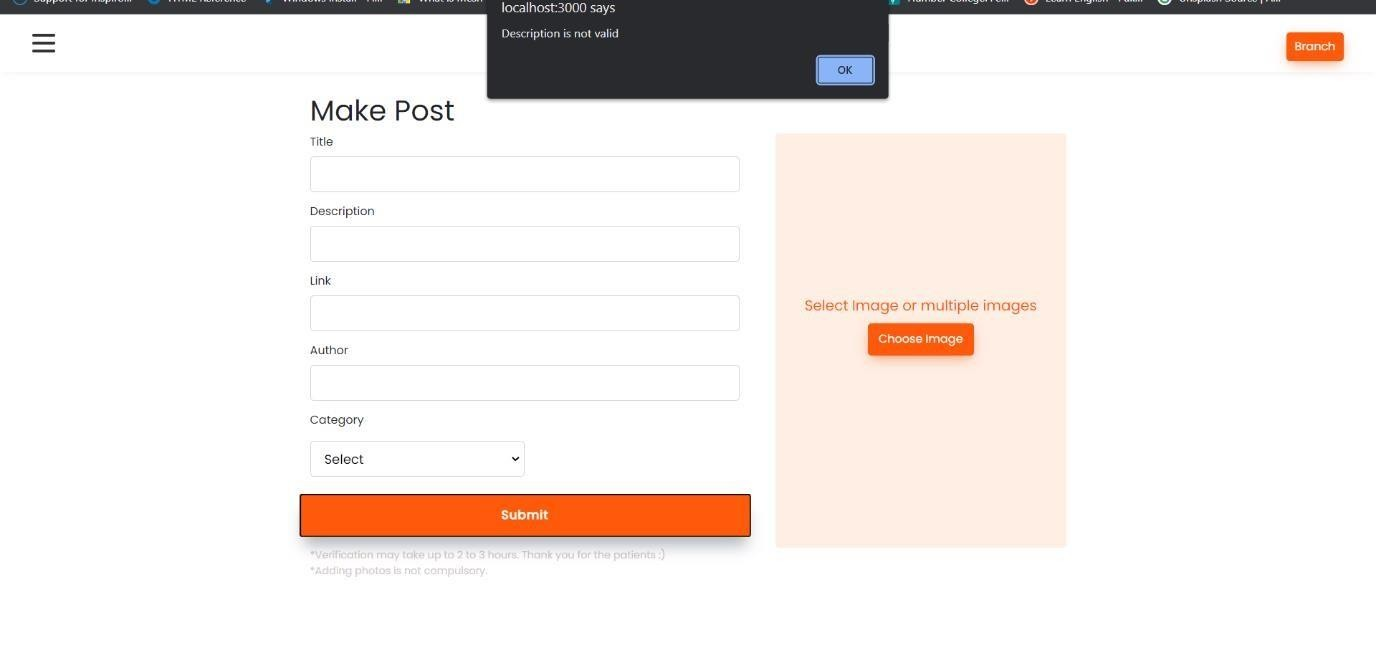 localhost:3000 says
Description is not valid
OK
Branch
Make Post
Title
Description
Link
Author
Category
Select
Submit
*Verification may take up to 2 to 3 hours. Thank you for the patients ;)
*Adding photos is not compulsory.
Select Image or multiple images
Choose Image